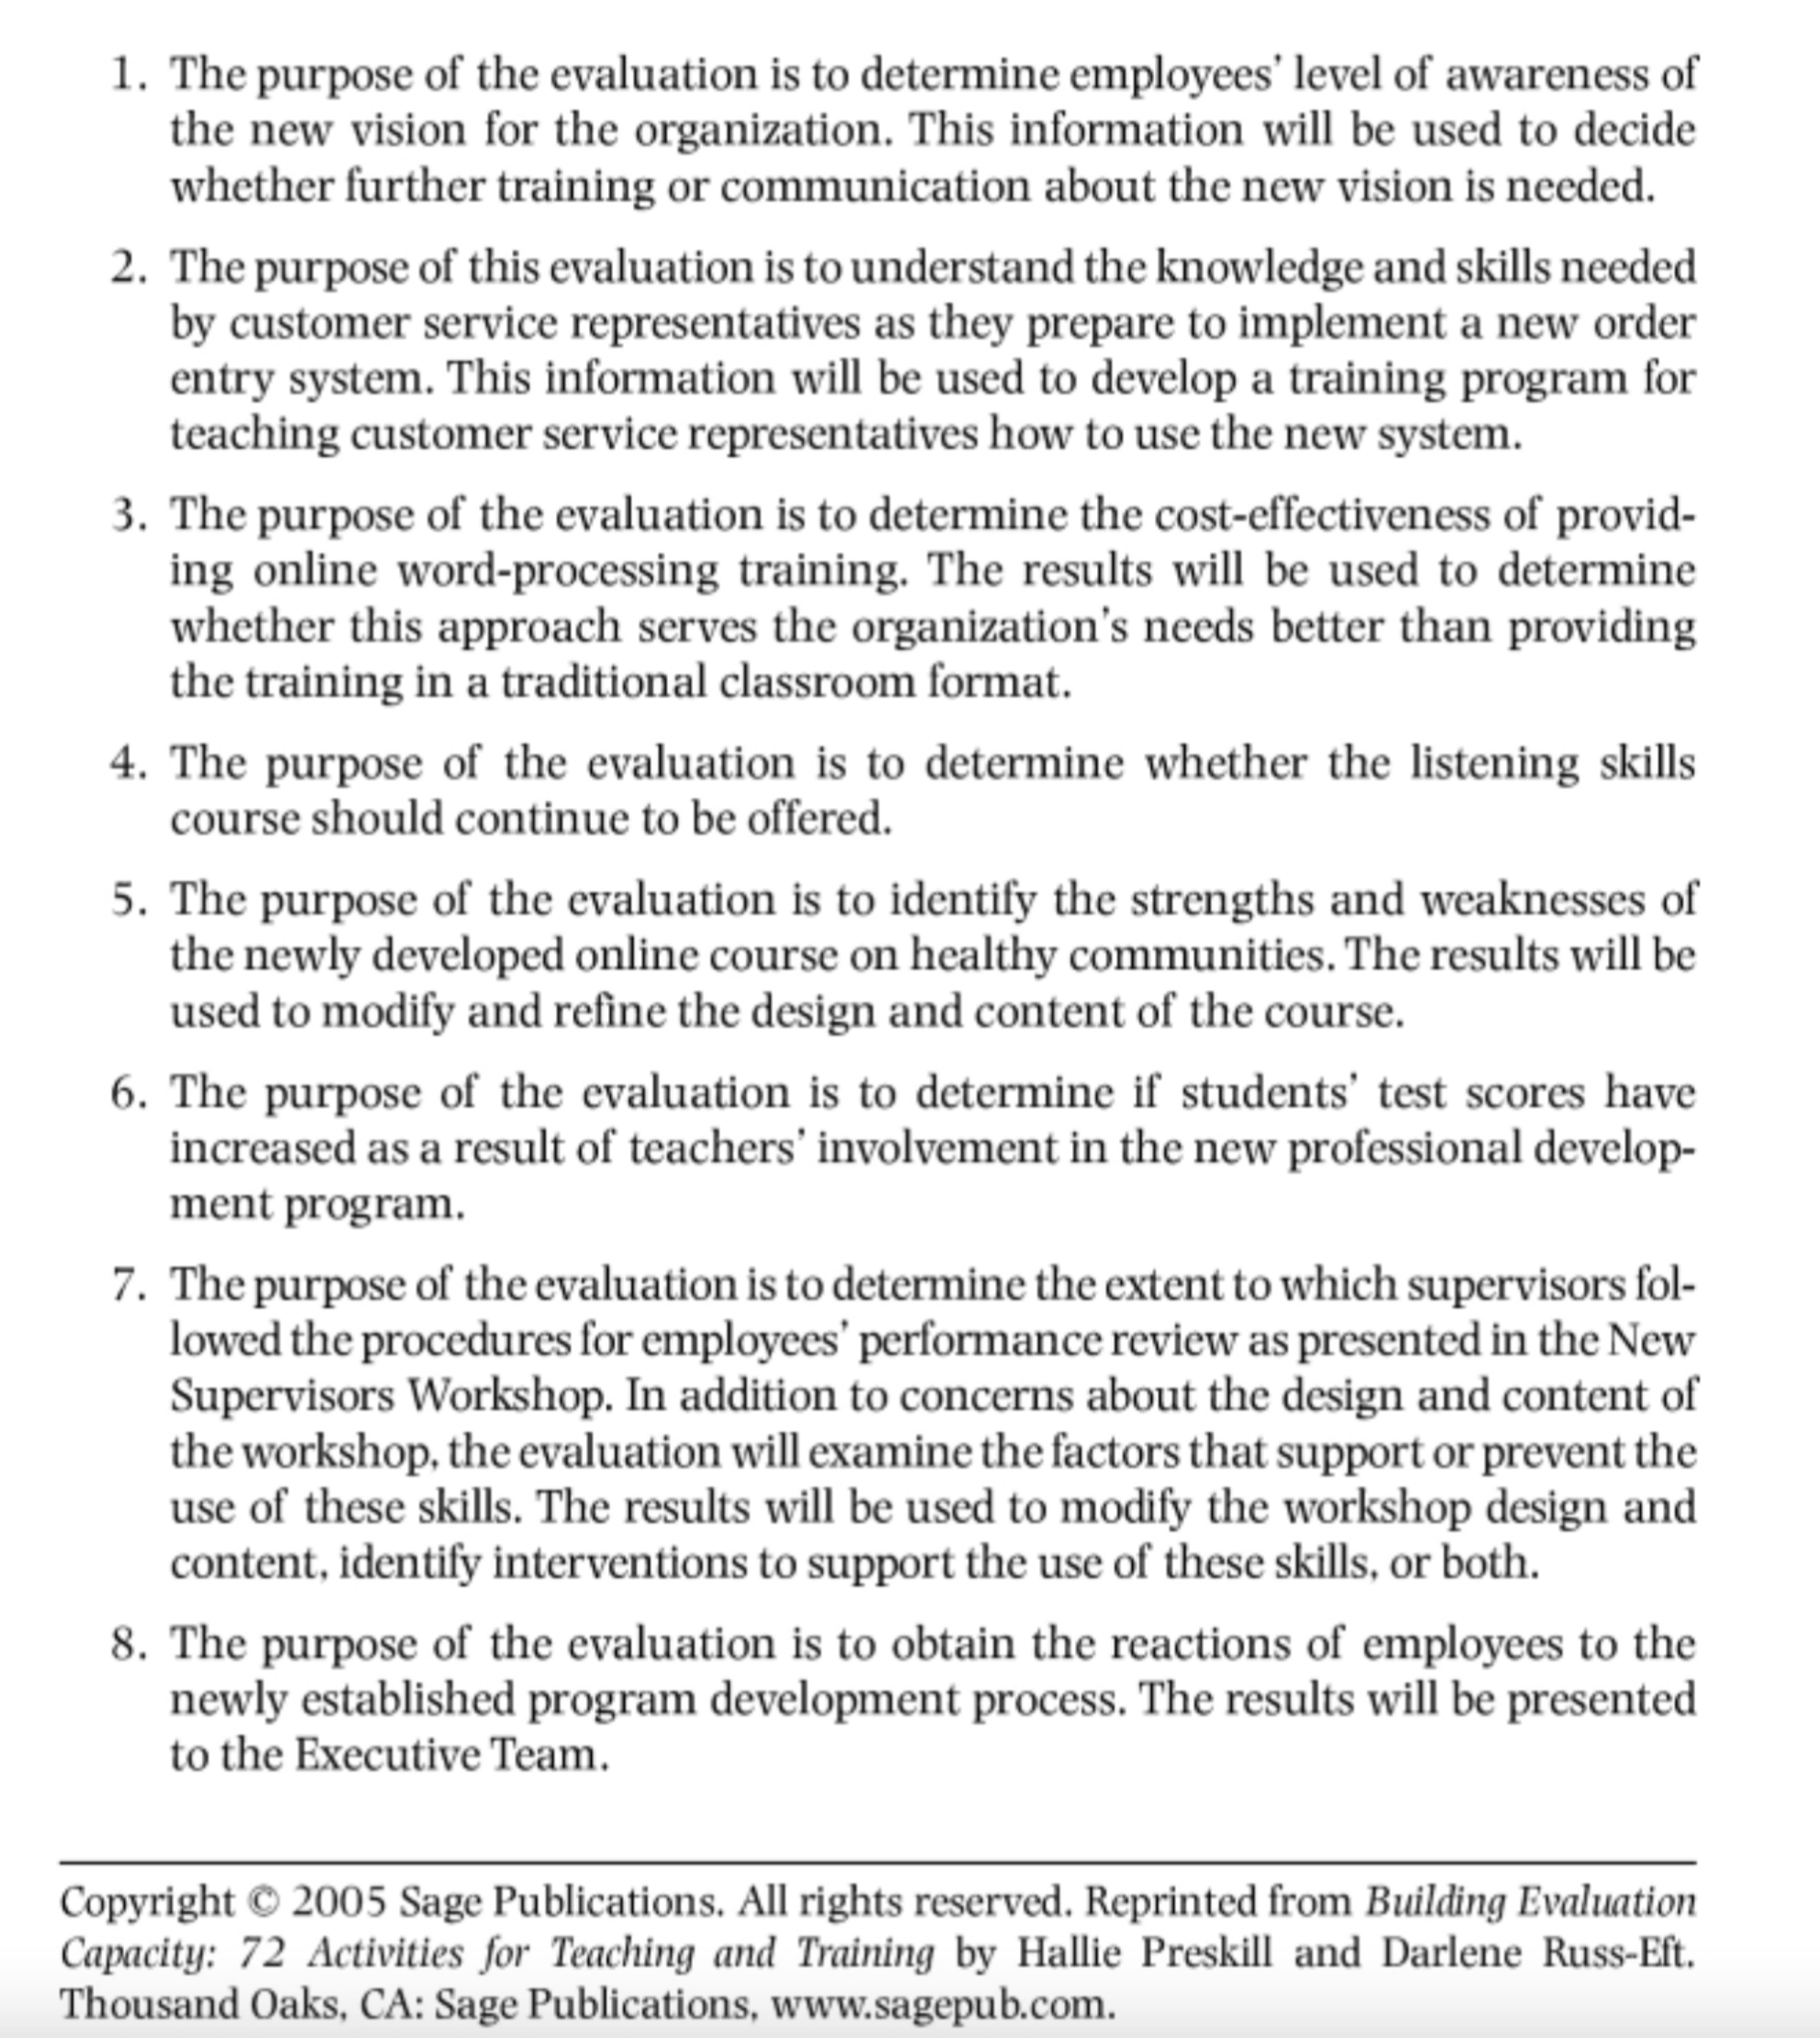 1. The purpose of the evaluation is to determine employees’ level of awareness of
the new vision for the organization. This information will be used to decide
whether further training or communication about the new vision is needed.
2. The purpose of this evaluation is to understand the knowledge and skills needed
by customer service representatives as they prepare to implement a new order
entry system. This information will be used to develop a training program for
teaching customer service representatives how to use the new system.
3. The purpose of the evaluation is to determine the cost-effectiveness of provid-
ing online word-processing training. The results will be used to determine
whether this approach serves the organization’s needs better than providing
the training in a traditional classroom format.
4. The purpose of the evaluation is to determine whether the listening skills
course should continue to be offered.
5. The purpose of the evaluation is to identify the strengths and weaknesses of
the newly developed online course on healthy communities. The results will be
used to modify and refine the design and content of the course.
6. The purpose of the evaluation is to determine if students’ test scores have
increased as a result of teachers’ involvement in the new professional develop-
ment program.
7. The purpose of the evaluation is to determine the extent to which supervisors fol-
lowed the procedures for employees’ performance review as presented in the New
Supervisors Workshop. In addition to concerns about the design and content of
the workshop, the evaluation will examine the factors that support or prevent the
use of these skills. The results will be used to modify the workshop design and
content, identify interventions to support the use of these skills, or both.
8. The purpose of the evaluation is to obtain the reactions of employees to the
newly established program development process. The results will be presented
to the Executive Team.
Copyright © 2005 Sage Publications. All rights reserved. Reprinted from Building Evaluation
Capacity: 72 Activities for Teaching and Training by Hallie Preskill and Darlene Russ-Eft.
Thousand Oaks, CA: Sage Publications, www.sagepub.com.